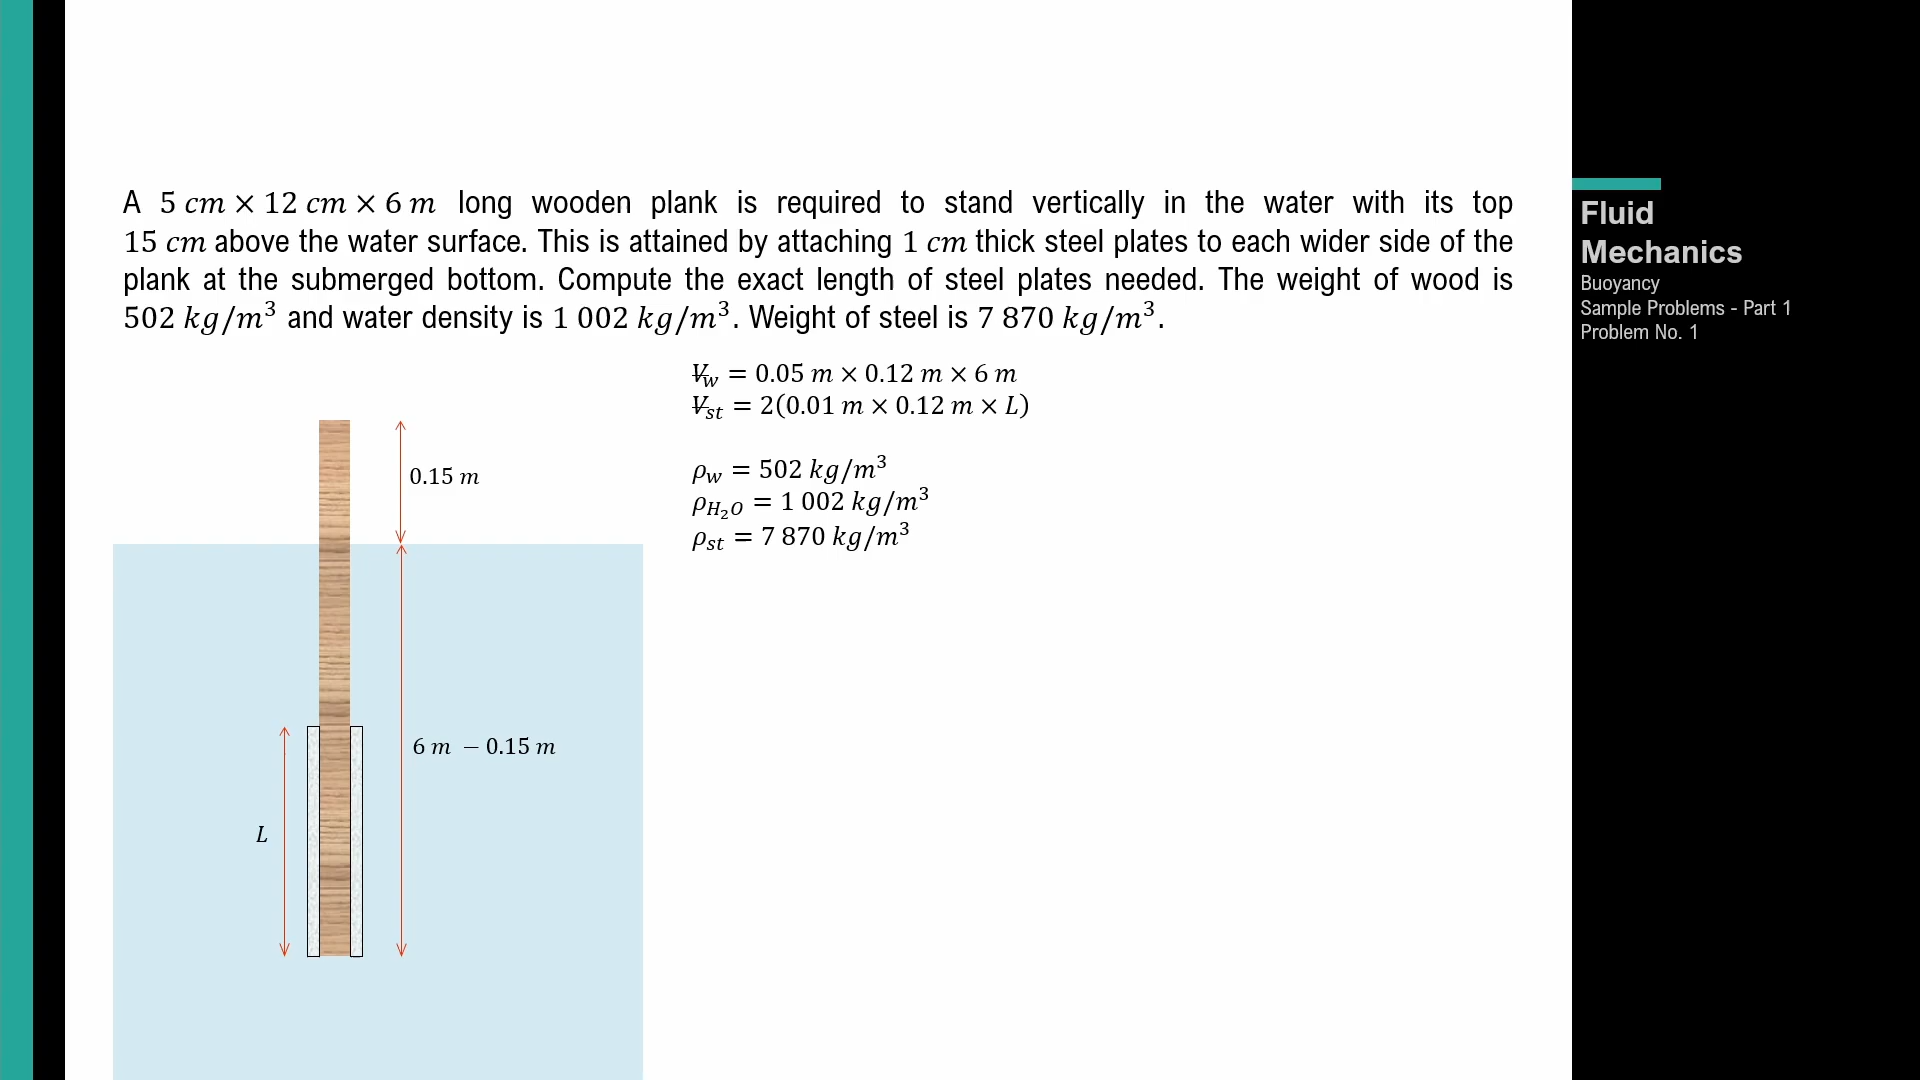 A 5 cm × 12 cm × 6 m long wooden plank is required to stand vertically in the water with its top
15 cm above the water surface. This is attained by attaching 1 cm thick steel plates to each wider side of the
plank at the submerged bottom. Compute the exact length of steel plates needed. The weight of wood is
502 kg/m³ and water density is 1 002 kg/m³. Weight of steel is 7 870 kg/m³.
V̶_w = 0.05 m × 0.12 m × 6 m
V̶_st = 2(0.01 m × 0.12 m × L)
ρ_w = 502 kg/m³
ρ_H₂O = 1 002 kg/m³
ρ_st = 7 870 kg/m³
0.15 m
6 m − 0.15 m
L
Fluid
Mechanics
Buoyancy
Sample Problems - Part 1
Problem No. 1